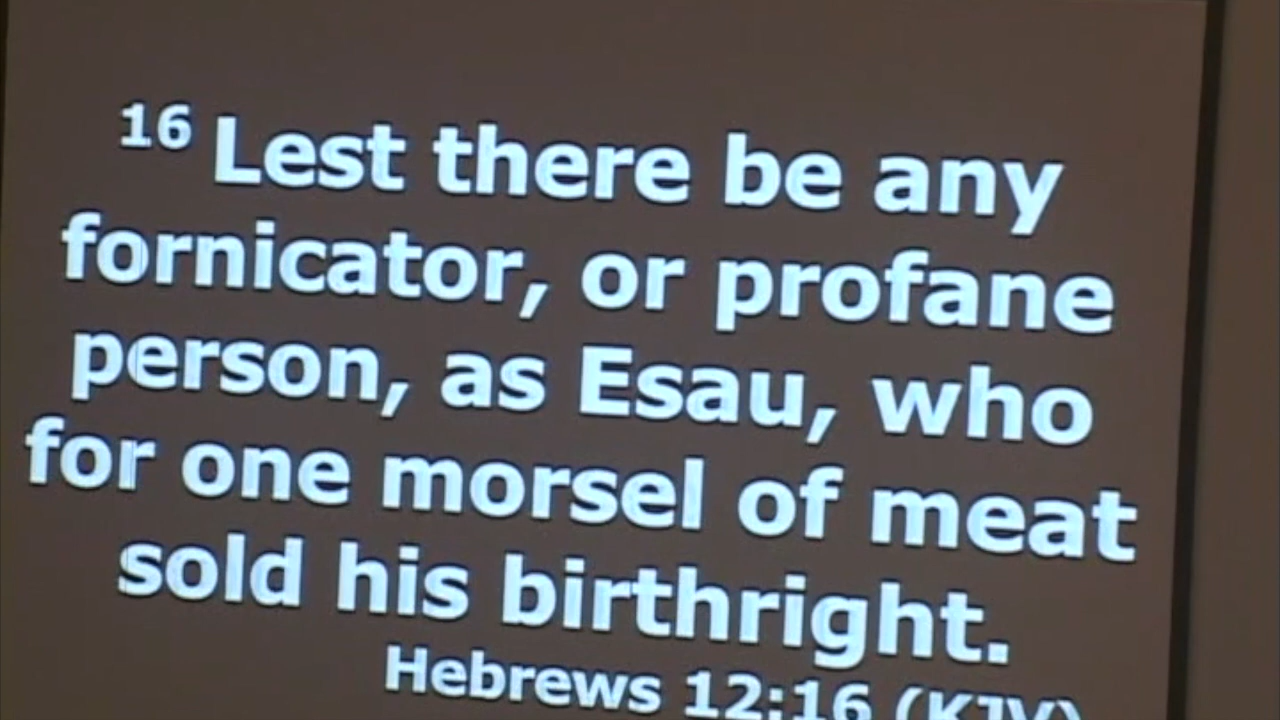 16 Lest there be any
fornicator, or profane
person, as Esau, who
for one morsel of meat
sold his birthright.
Hebrews 12:16 (KJV)